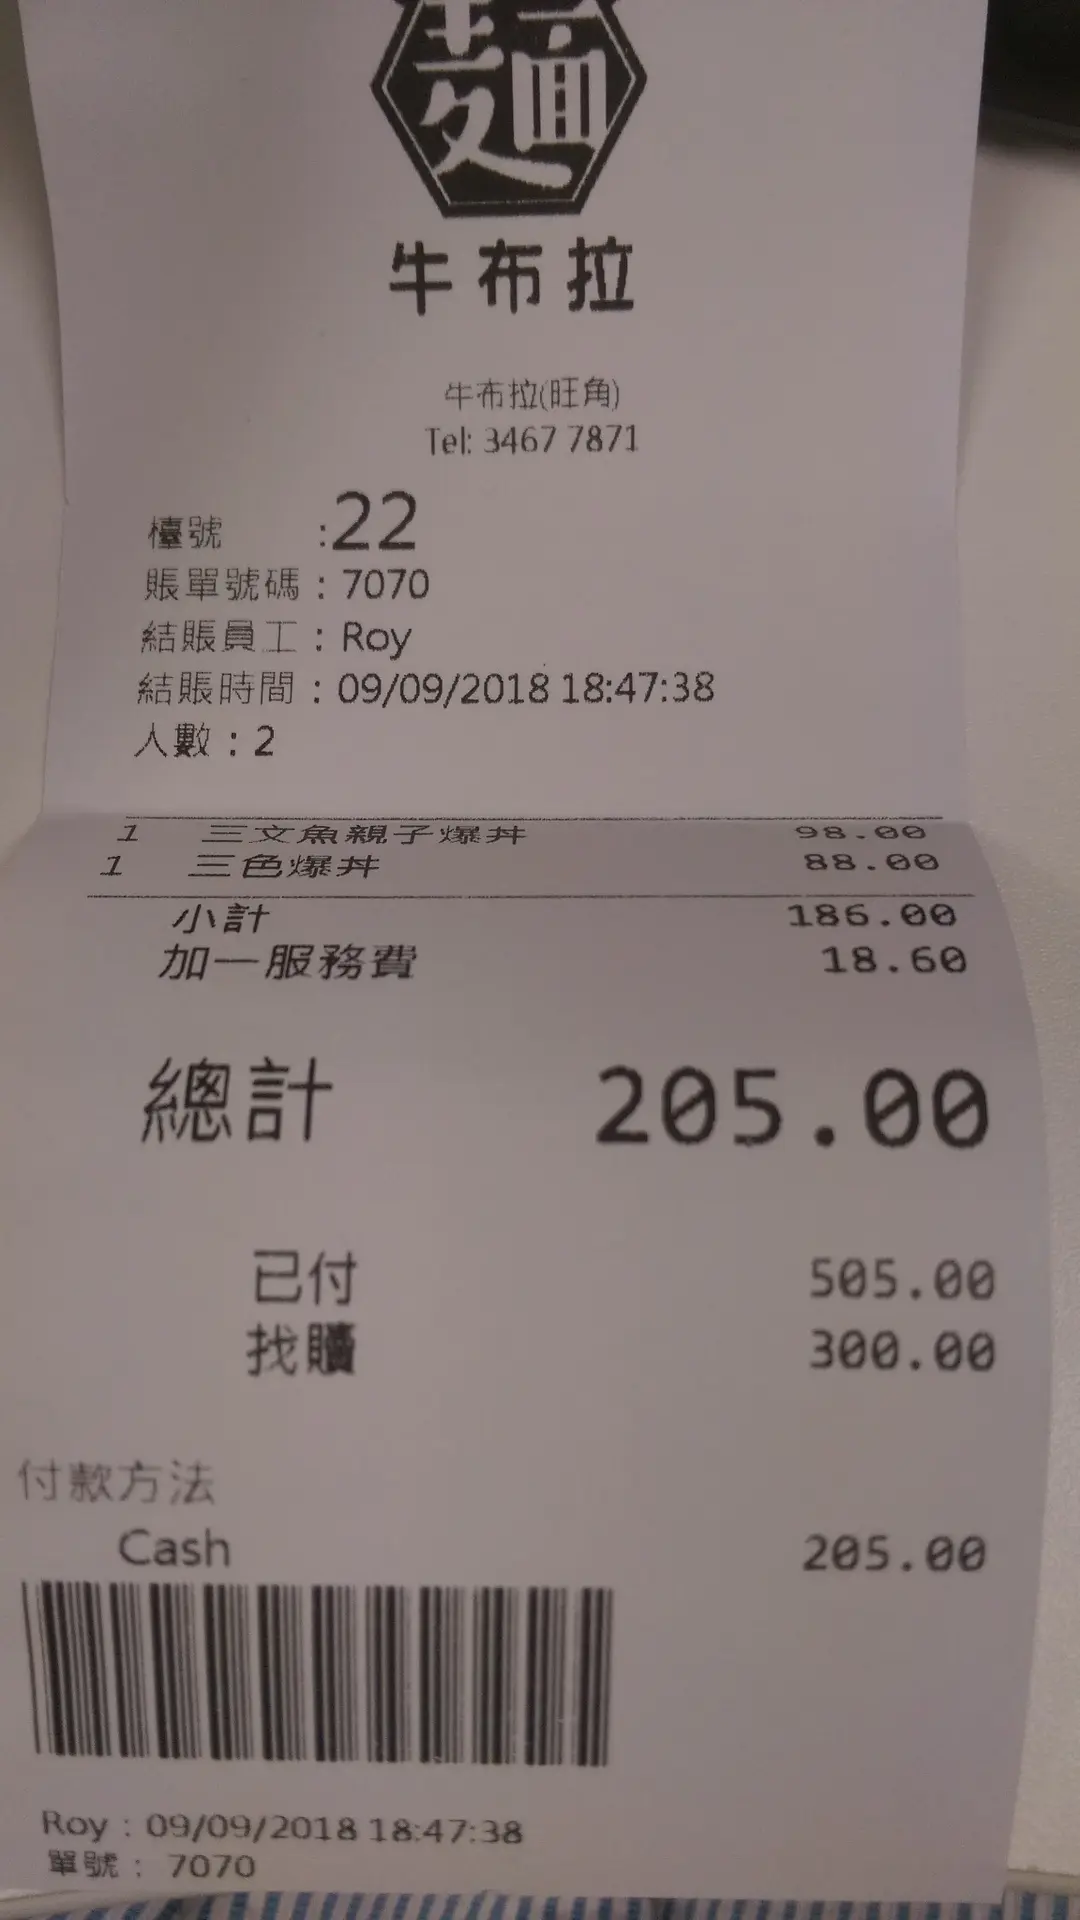 麵
牛布拉
牛布拉(旺角)
Tel: 3467 7871
檯號 :22
賬單號碼 : 7070
結賬員工 : Roy
結賬時間 : 09/09/2018 18:47:38
人數 : 2
1 三文魚親子爆丼 98.00
1 三色爆丼 88.00
小計 186.00
加一服務費 18.60
總計 205.00
已付 505.00
找贖 300.00
付款方法
Cash 205.00
Roy : 09/09/2018 18:47:38
單號 : 7070